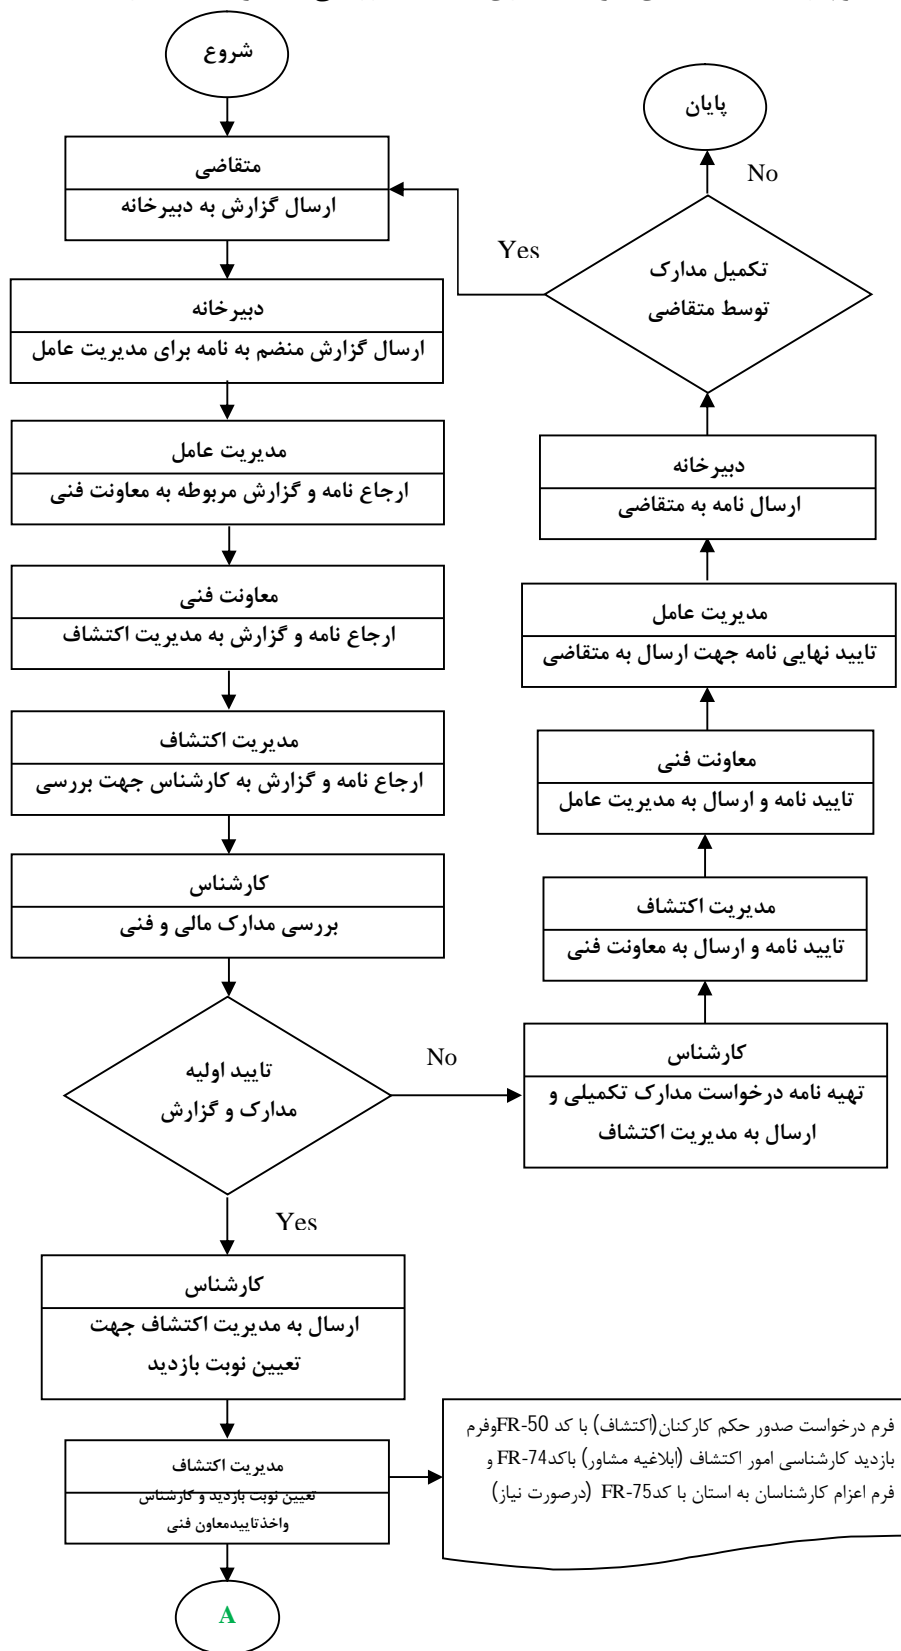 شروع
متقاضی
ارسال گزارش به دبیرخانه
دبیرخانه
ارسال گزارش منضم به نامه برای مدیریت عامل
مدیریت عامل
ارجاع نامه و گزارش مربوطه به معاونت فنی
معاونت فنی
ارجاع نامه و گزارش به مدیریت اکتشاف
مدیریت اکتشاف
ارجاع نامه و گزارش به کارشناس جهت بررسی
کارشناس
بررسی مدارک مالی و فنی
تایید اولیه
مدارک و گزارش
No
کارشناس
تهیه نامه درخواست مدارک تکمیلی و
ارسال به مدیریت اکتشاف
مدیریت اکتشاف
تایید نامه و ارسال به معاونت فنی
معاونت فنی
تایید نامه و ارسال به مدیریت عامل
مدیریت عامل
تایید نهایی نامه جهت ارسال به متقاضی
دبیرخانه
ارسال نامه به متقاضی
تکمیل مدارک
توسط متقاضی
Yes
No
پایان
Yes
کارشناس
ارسال به مدیریت اکتشاف جهت
تعیین نوبت بازدید
مدیریت اکتشاف
تعیین نوبت بازدید و کارشناس
واخذتاییدمعاون فنی
فرم درخواست صدور حکم کارکنان(اکتشاف) با کد FR-50وفرم
بازدید کارشناسی امور اکتشاف (ابلاغیه مشاور) باکدFR-74 و
فرم اعزام کارشناسان به استان با کدFR-75 (درصورت نیاز)
A